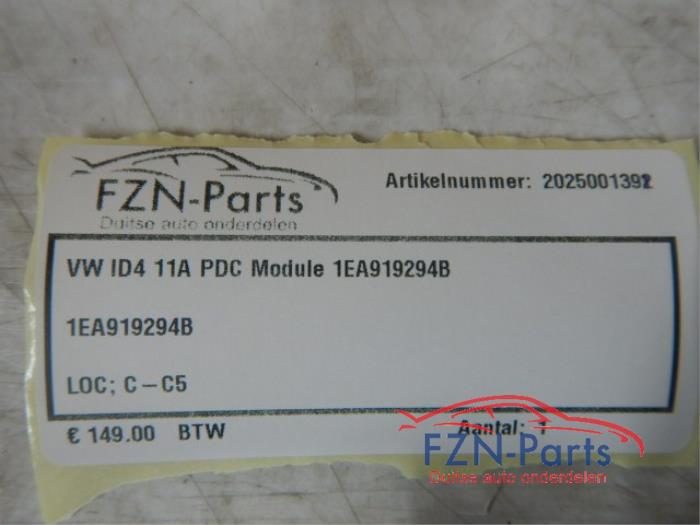 FZN-Parts
Duitse auto onderdelen
Artikelnummer: 2025001392
VW ID4 11A PDC Module 1EA919294B
1EA919294B
LOC; C-C5
€ 149.00 BTW
Aantal: 1
FZN-Parts
Duitse auto onderdelen